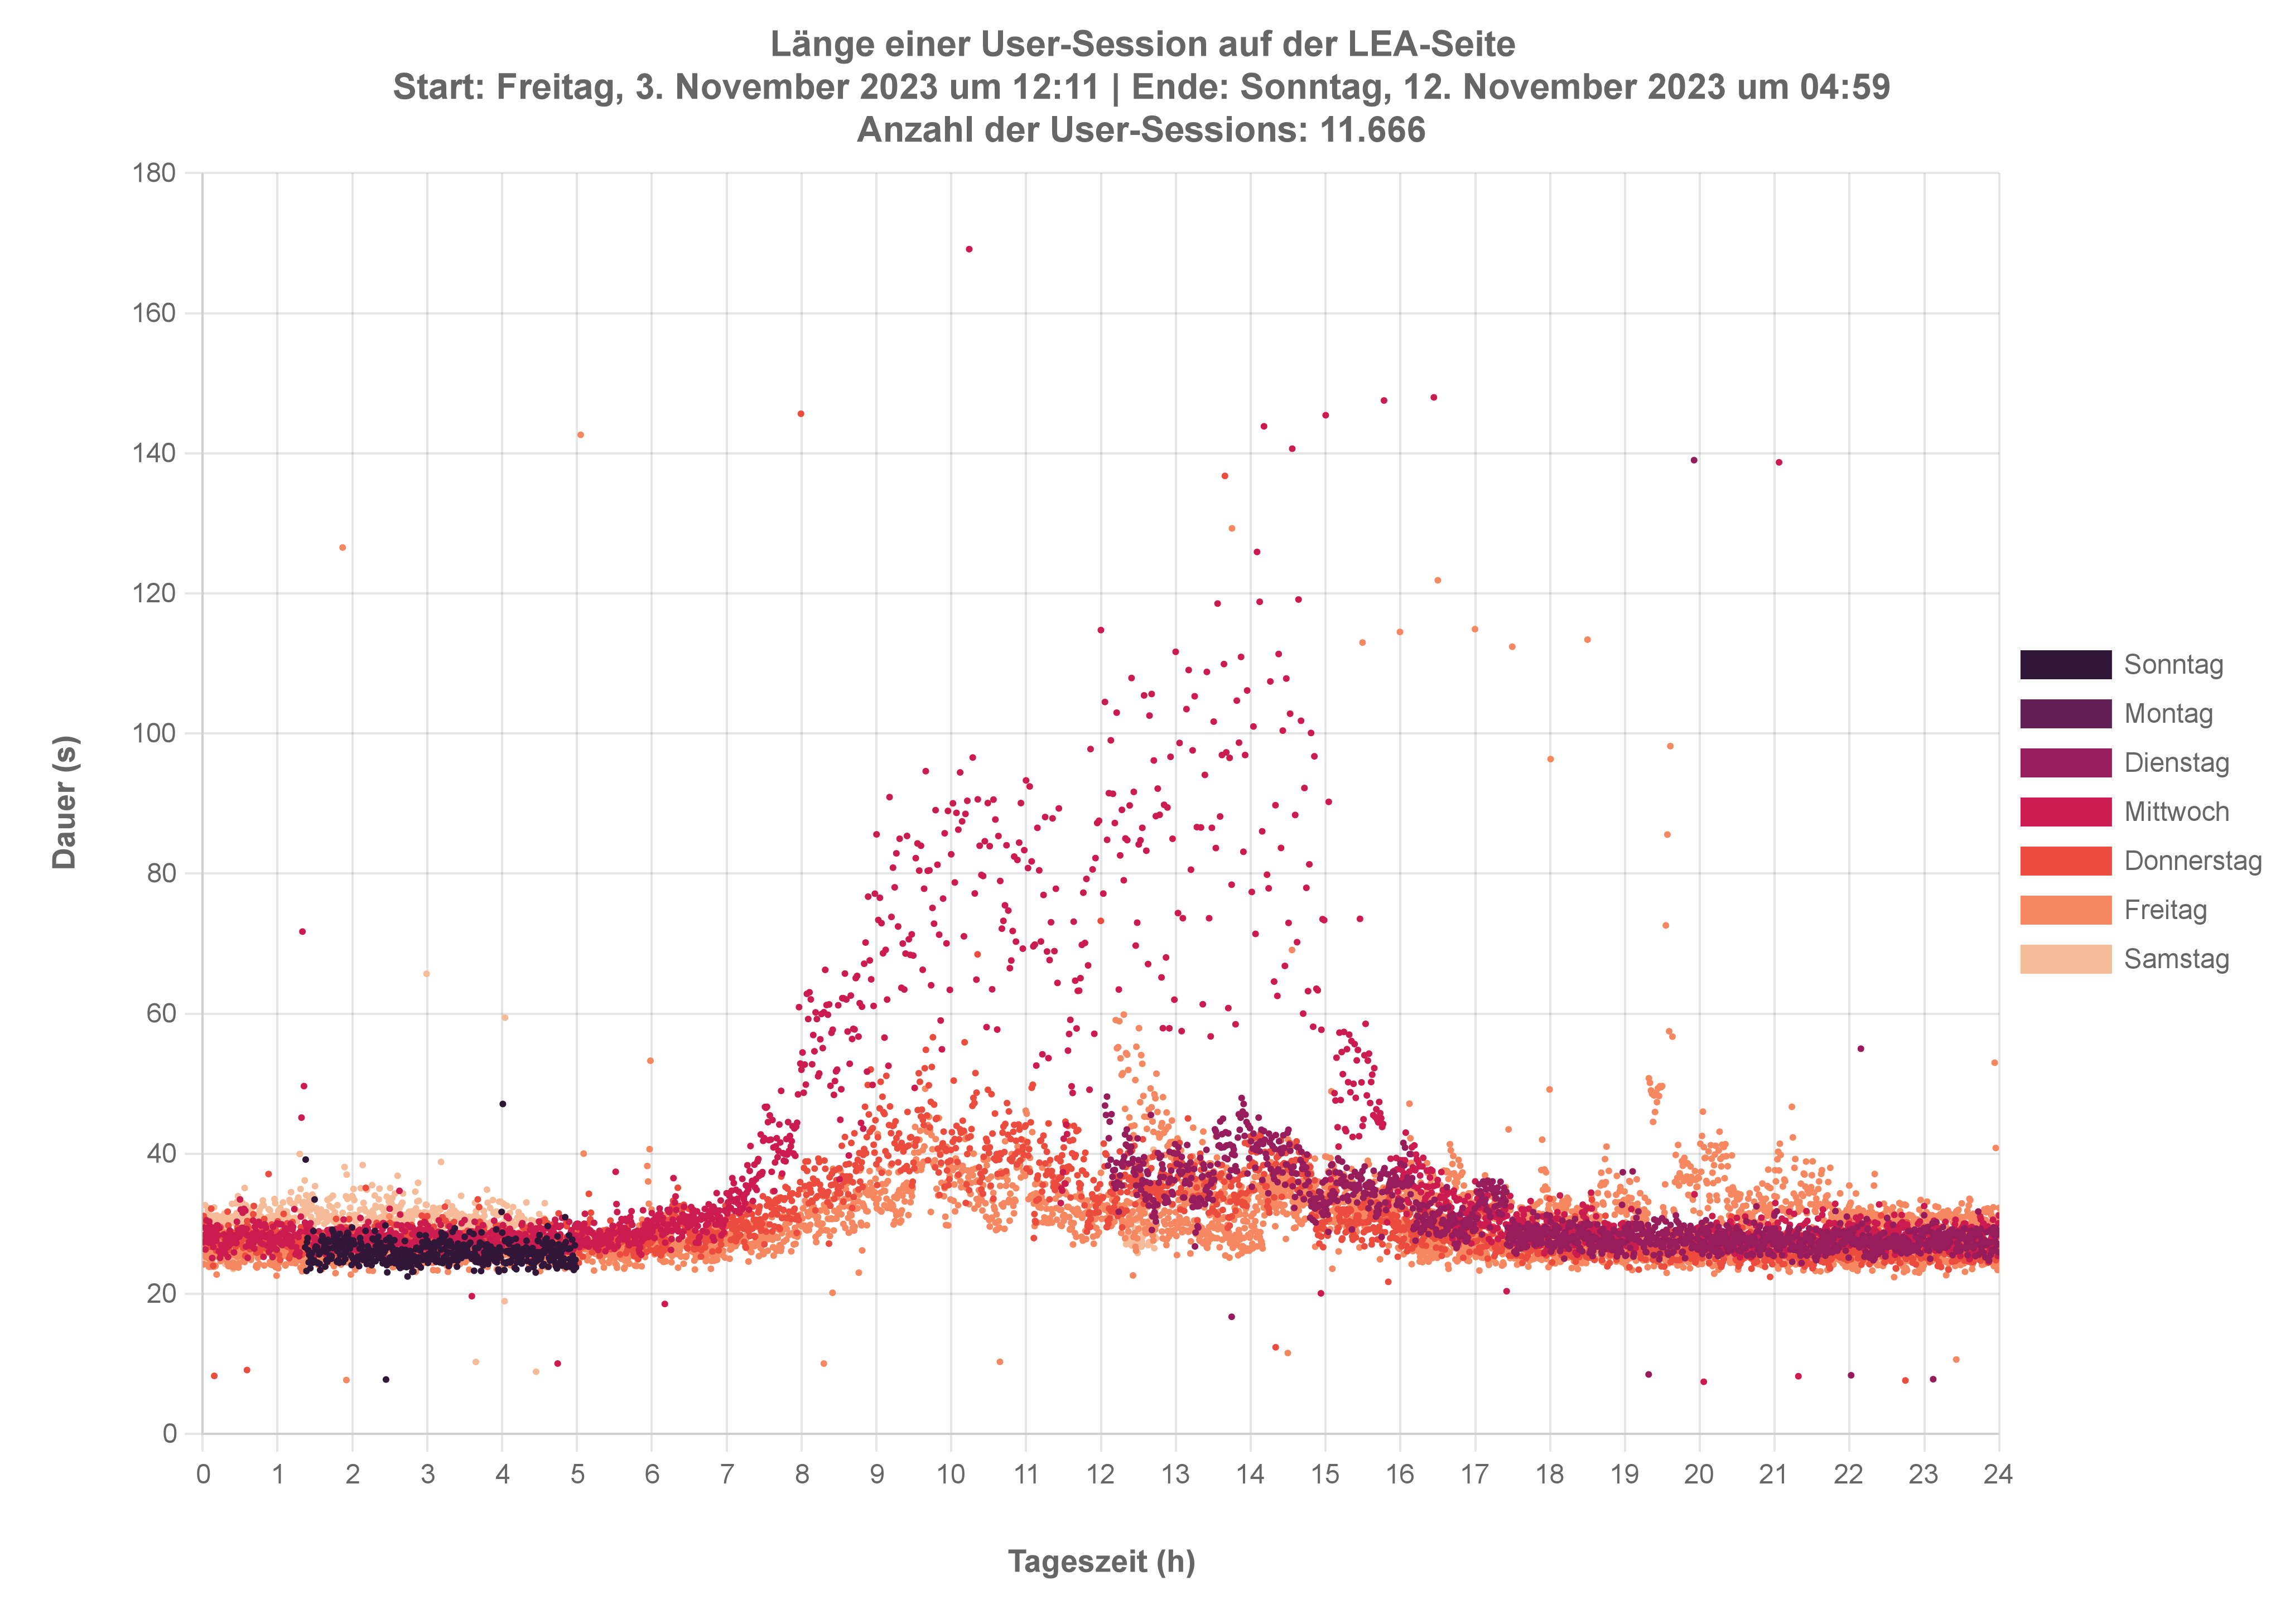 Länge einer User-Session auf der LEA-Seite
Start: Freitag, 3. November 2023 um 12:11 | Ende: Sonntag, 12. November 2023 um 04:59
Anzahl der User-Sessions: 11.666
180
160
140
120
100
80
60
40
20
0
Dauer (s)
0 1 2 3 4 5 6 7 8 9 10 11 12 13 14 15 16 17 18 19 20 21 22 23 24
Tageszeit (h)
Sonntag
Montag
Dienstag
Mittwoch
Donnerstag
Freitag
Samstag